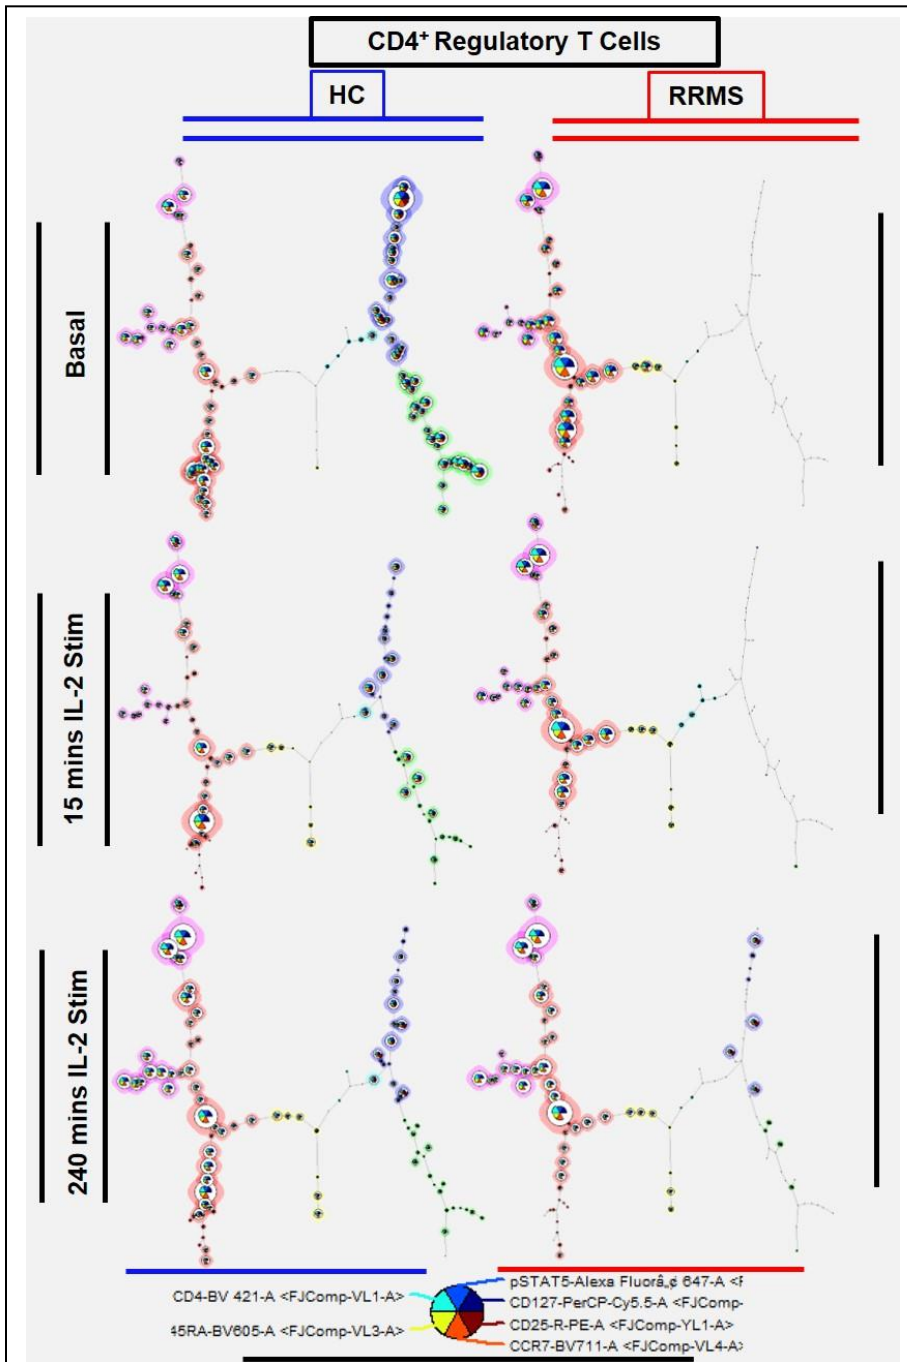 CD4⁺ Regulatory T Cells
HC
RRMS
Basal
15 mins IL-2 Stim
240 mins IL-2 Stim
pSTAT5-Alexa Fluorâ„¢ 647-A <F
CD4-BV 421-A <FJComp-VL1-A>
CD127-PerCP-Cy5.5-A <FJComp-
CD25-R-PE-A <FJComp-YL1-A>
45RA-BV605-A <FJComp-VL3-A>
CCR7-BV711-A <FJComp-VL4-A>